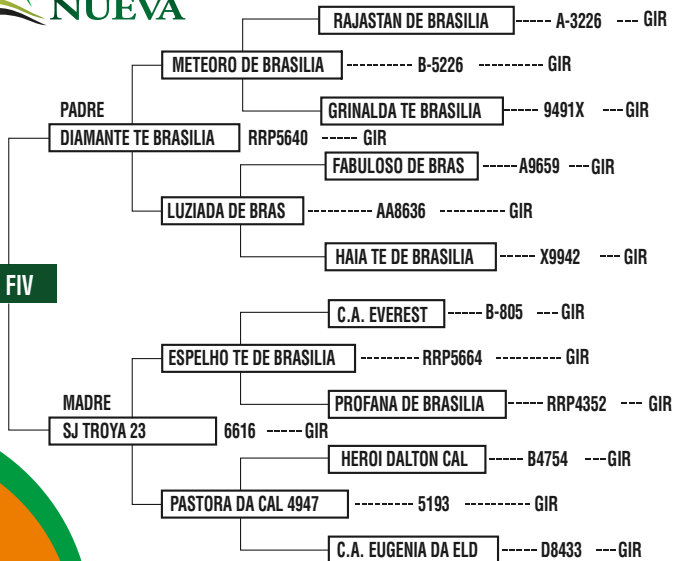 NUEVA
RAJASTAN DE BRASILIA ----- A-3226 --- GIR
METEORO DE BRASILIA ---------- B-5226 ---------- GIR
GRINALDA TE BRASILIA ----- 9491X ---GIR
PADRE
DIAMANTE TE BRASILIA RRP5640 ----- GIR
FABULOSO DE BRAS -----A9659 ---GIR
LUZIADA DE BRAS ---------- AA8636 ---------- GIR
HAIA TE DE BRASILIA ----- X9942 --- GIR
FIV
C.A. EVEREST ----- B-805 --- GIR
ESPELHO TE DE BRASILIA --------- RRP5664 ---------- GIR
PROFANA DE BRASILIA ----- RRP4352 --- GIR
MADRE
SJ TROYA 23 6616 -----GIR
HEROI DALTON CAL ----- B4754 ---GIR
PASTORA DA CAL 4947 --------- 5193 ---------- GIR
C.A. EUGENIA DA ELD ----- D8433 ---GIR